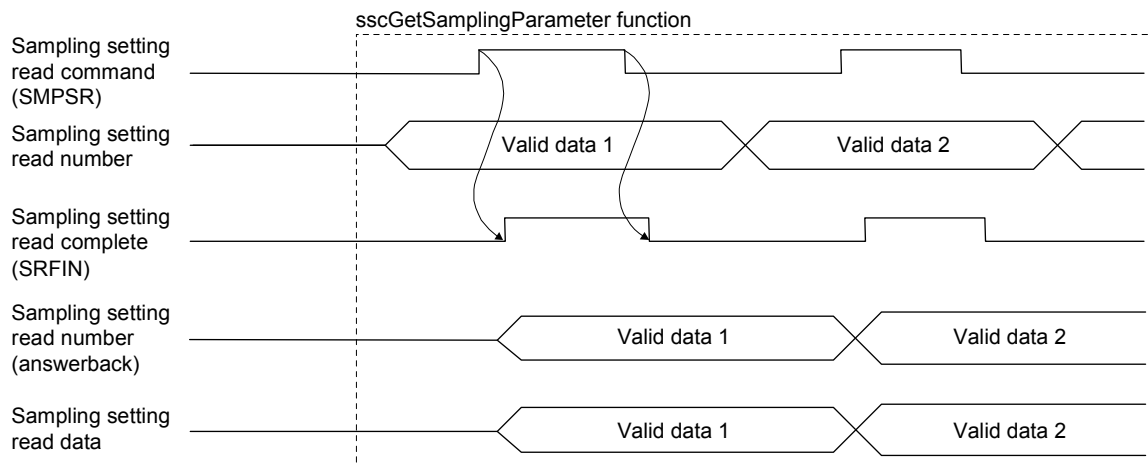 sscGetSamplingParameter function
Sampling setting
read command
(SMPSR)
Sampling setting
read number
Valid data 1
Valid data 2
Sampling setting
read complete
(SRFIN)
Sampling setting
read number
(answerback)
Valid data 1
Valid data 2
Sampling setting
read data
Valid data 1
Valid data 2